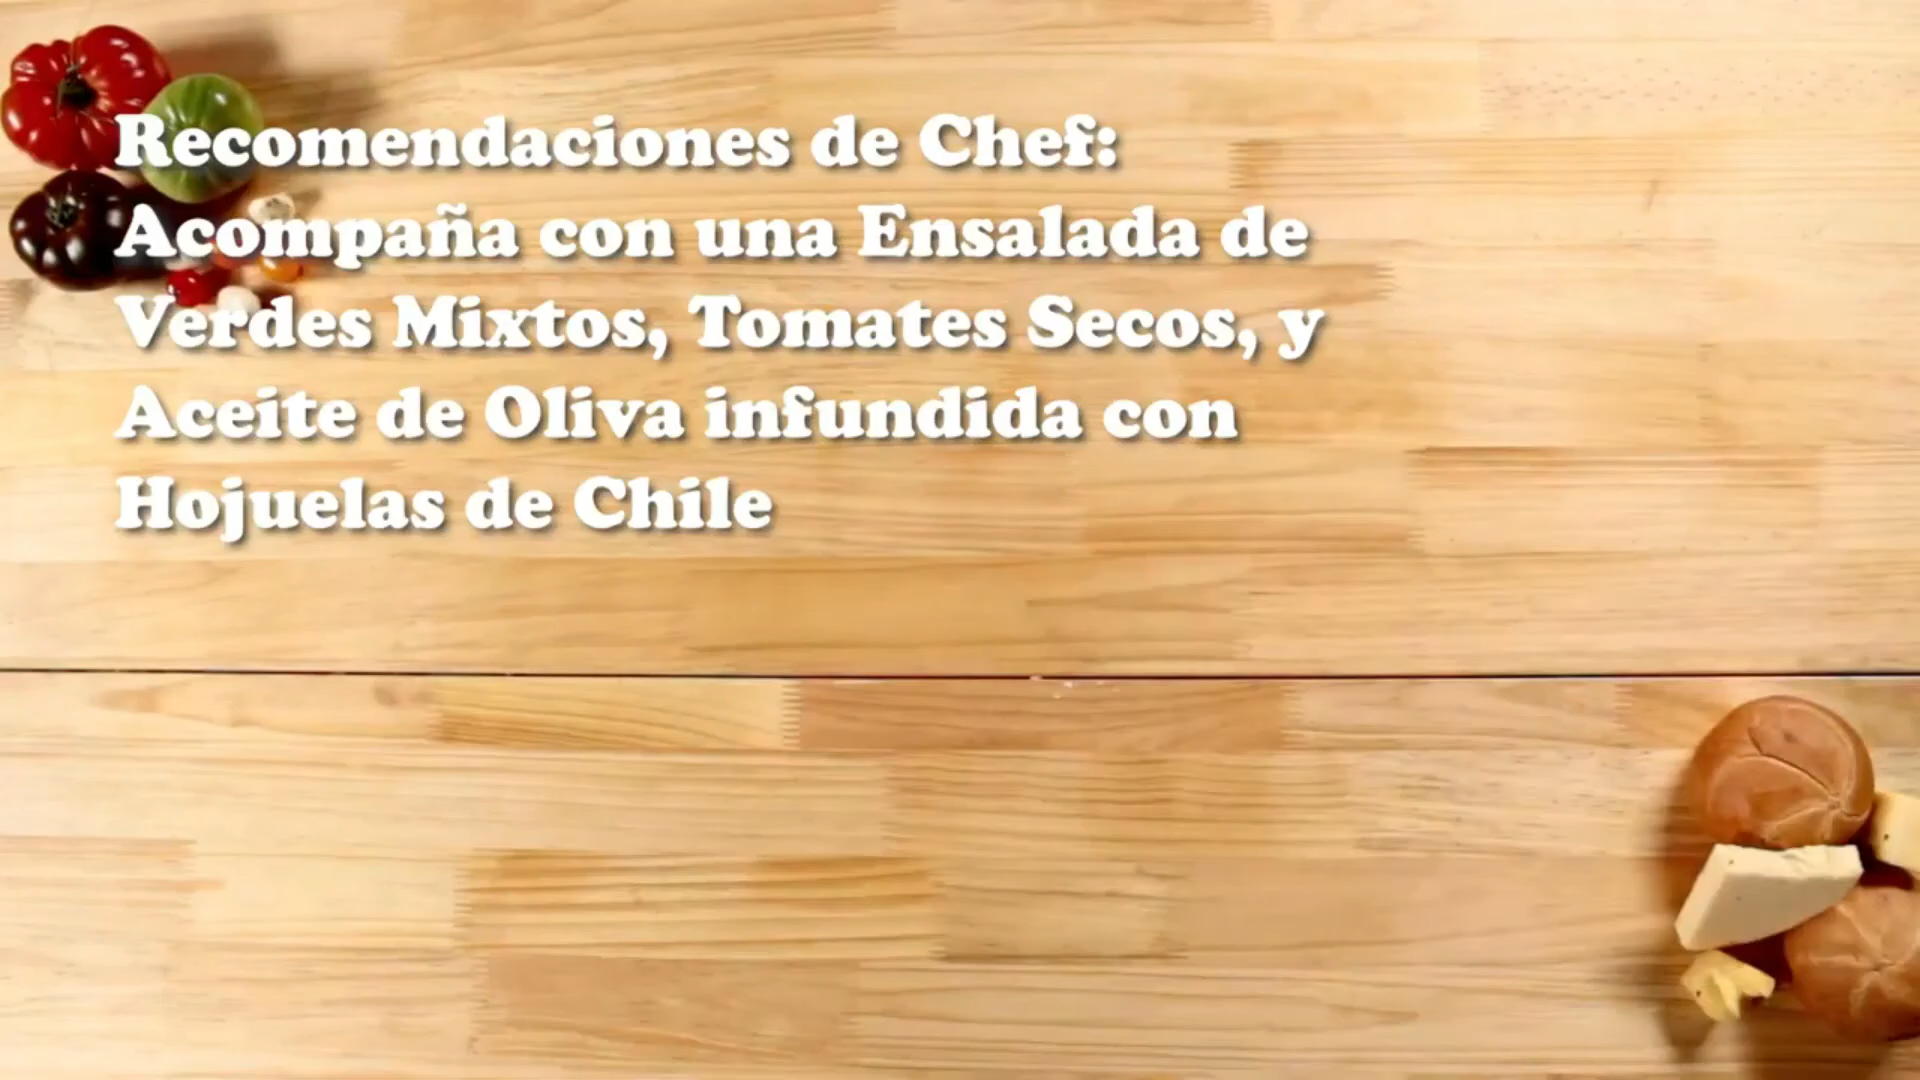 Recomendaciones de Chef:
Acompaña con una Ensalada de
Verdes Mixtos, Tomates Secos, y
Aceite de Oliva infundida con
Hojuelas de Chile